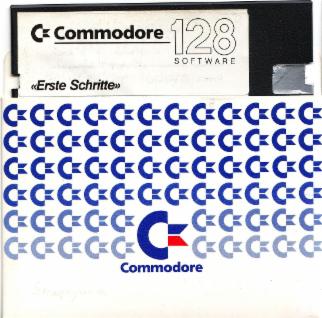 Commodore 128
SOFTWARE
«Erste Schritte»
Commodore